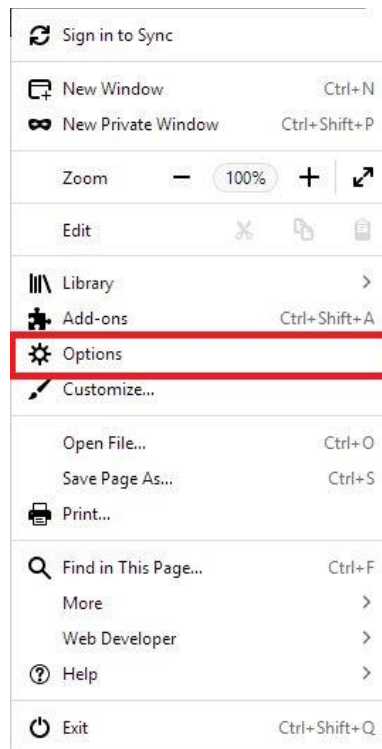 Sign in to Sync
New Window Ctrl+N
New Private Window Ctrl+Shift+P
Zoom − 100% +
Edit
Library >
Add-ons Ctrl+Shift+A
Options
Customize...
Open File... Ctrl+O
Save Page As... Ctrl+S
Print...
Find in This Page... Ctrl+F
More >
Web Developer >
Help >
Exit Ctrl+Shift+Q